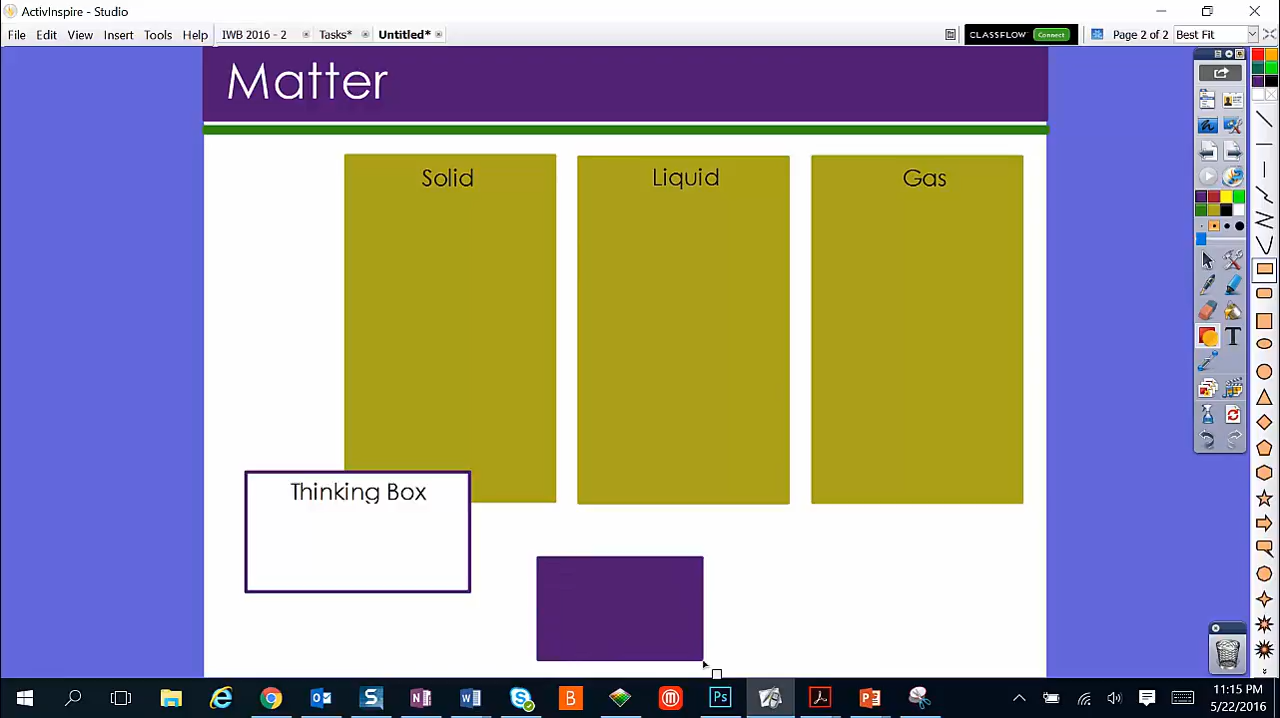 ActivInspire - Studio
File Edit View Insert Tools Help IWB 2016 - 2 Tasks* Untitled* CLASSFLOW Connect Page 2 of 2 Best Fit
Matter
Solid Liquid Gas
Thinking Box
11:15 PM
5/22/2016